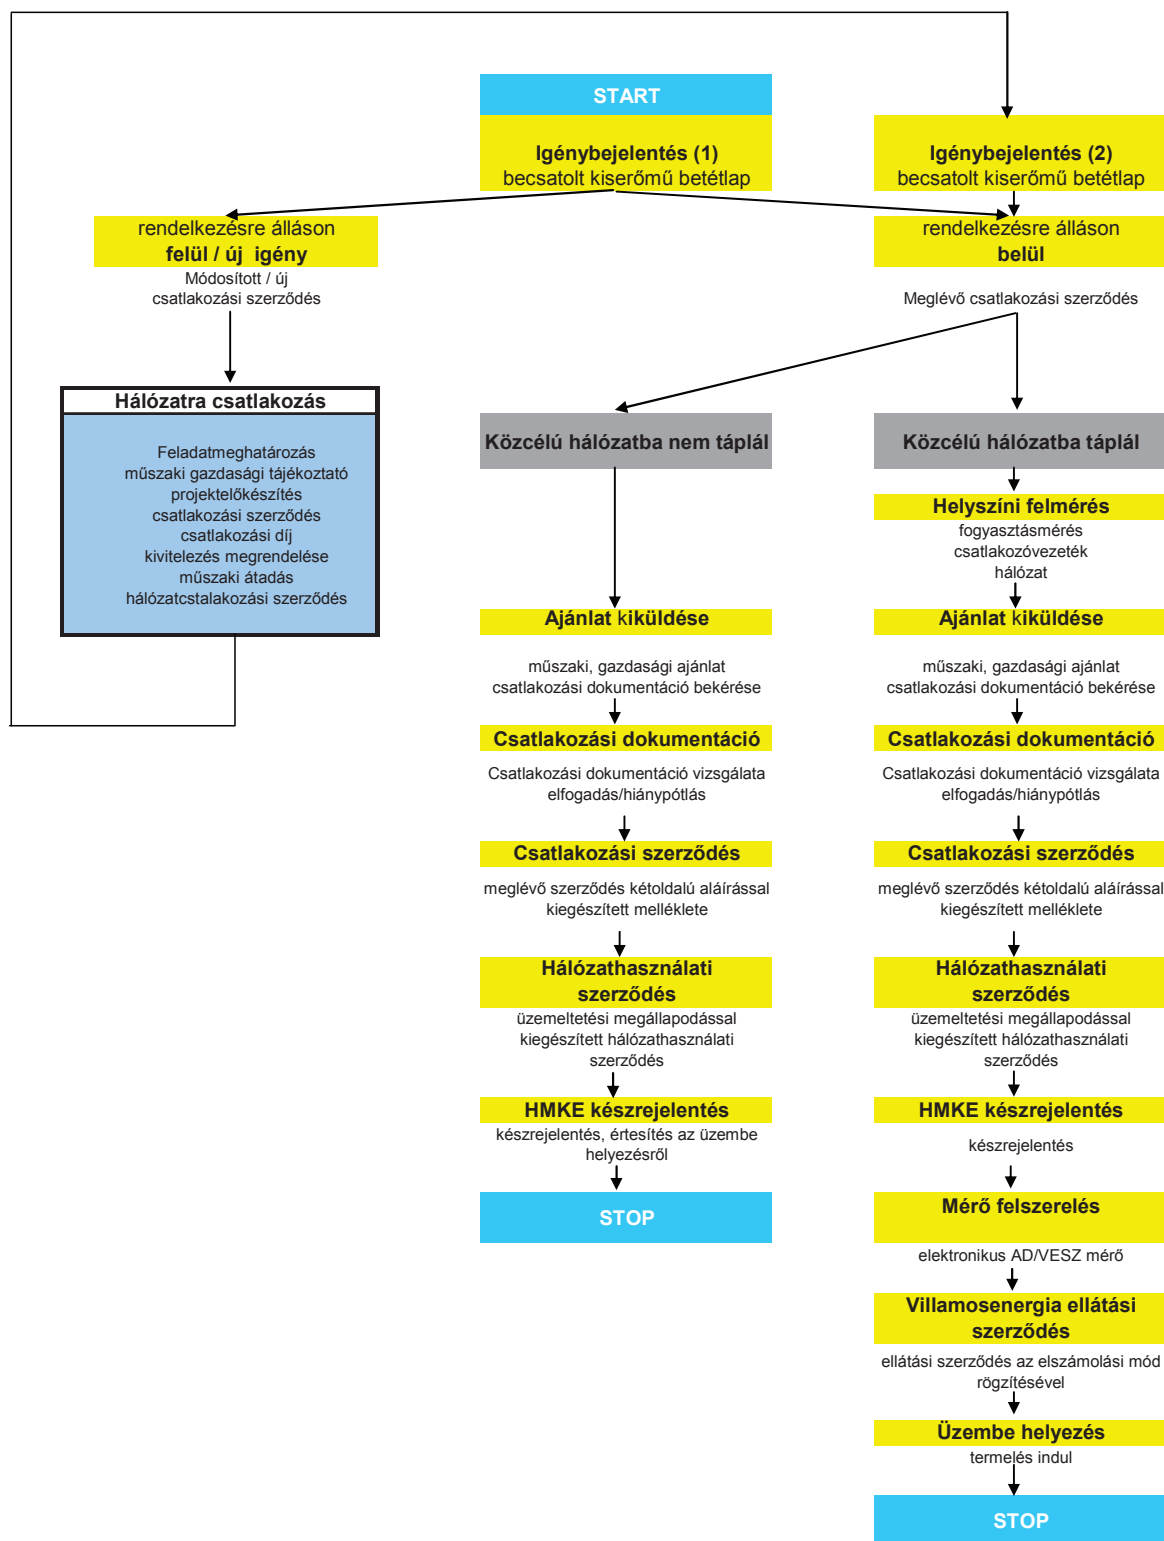 START
Igénybejelentés (1)
becsatolt kiserőmű betétlap
Igénybejelentés (2)
becsatolt kiserőmű betétlap
rendelkezésre álláson
felül / új igény
Módosított / új
csatlakozási szerződés
rendelkezésre álláson
belül
Meglévő csatlakozási szerződés
Hálózatra csatlakozás
Feladatmeghatározás
műszaki gazdasági tájékoztató
projektelőkészítés
csatlakozási szerződés
csatlakozási díj
kivitelezés megrendelése
műszaki átadás
hálózatcstalakozási szerződés
Közcélú hálózatba nem táplál
Ajánlat kiküldése
műszaki, gazdasági ajánlat
csatlakozási dokumentáció bekérése
Csatlakozási dokumentáció
Csatlakozási dokumentáció vizsgálata
elfogadás/hiánypótlás
Csatlakozási szerződés
meglévő szerződés kétoldalú aláírással
kiegészített melléklete
Hálózathasználati
szerződés
üzemeltetési megállapodással
kiegészített hálózathasználati
szerződés
HMKE készrejelentés
készrejelentés, értesítés az üzembe
helyezésről
STOP
Közcélú hálózatba táplál
Helyszíni felmérés
fogyasztásmérés
csatlakozóvezeték
hálózat
Ajánlat kiküldése
műszaki, gazdasági ajánlat
csatlakozási dokumentáció bekérése
Csatlakozási dokumentáció
Csatlakozási dokumentáció vizsgálata
elfogadás/hiánypótlás
Csatlakozási szerződés
meglévő szerződés kétoldalú aláírással
kiegészített melléklete
Hálózathasználati
szerződés
üzemeltetési megállapodással
kiegészített hálózathasználati
szerződés
HMKE készrejelentés
készrejelentés
Mérő felszerelés
elektronikus AD/VESZ mérő
Villamosenergia ellátási
szerződés
ellátási szerződés az elszámolási mód
rögzítésével
Üzembe helyezés
termelés indul
STOP